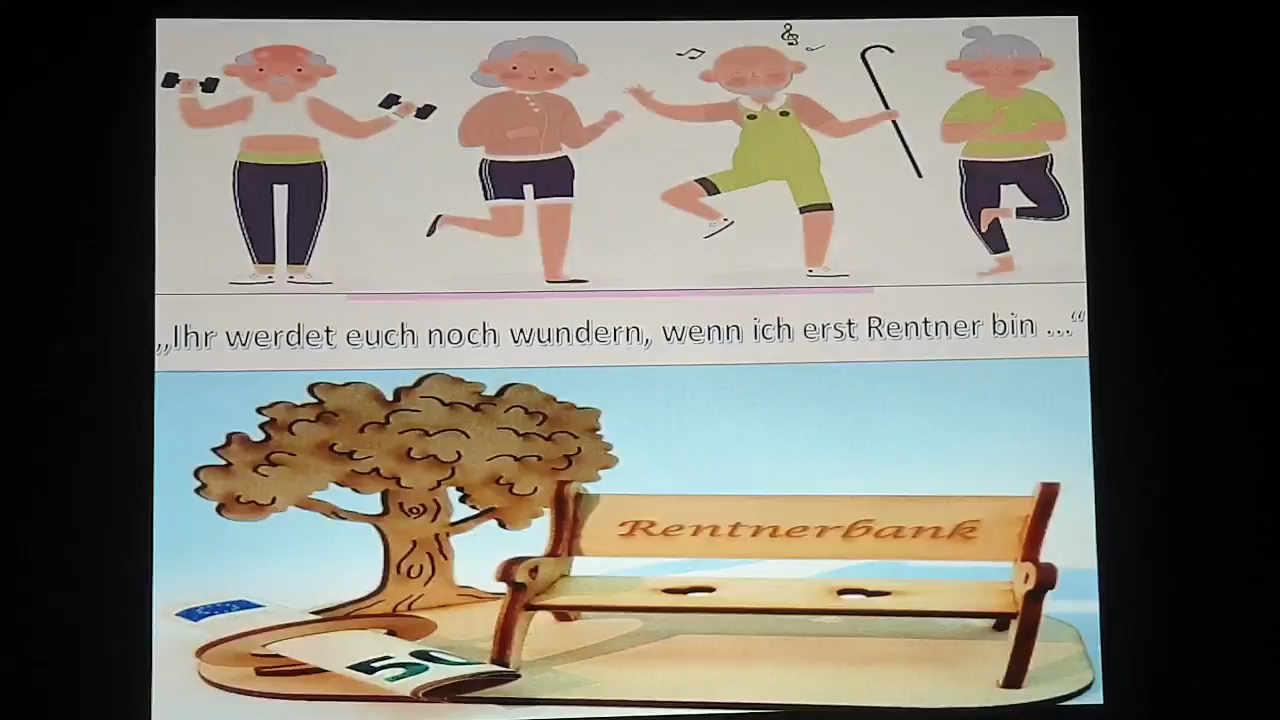 „Ihr werdet euch noch wundern, wenn ich erst Rentner bin ...“
Rentnerbank
50